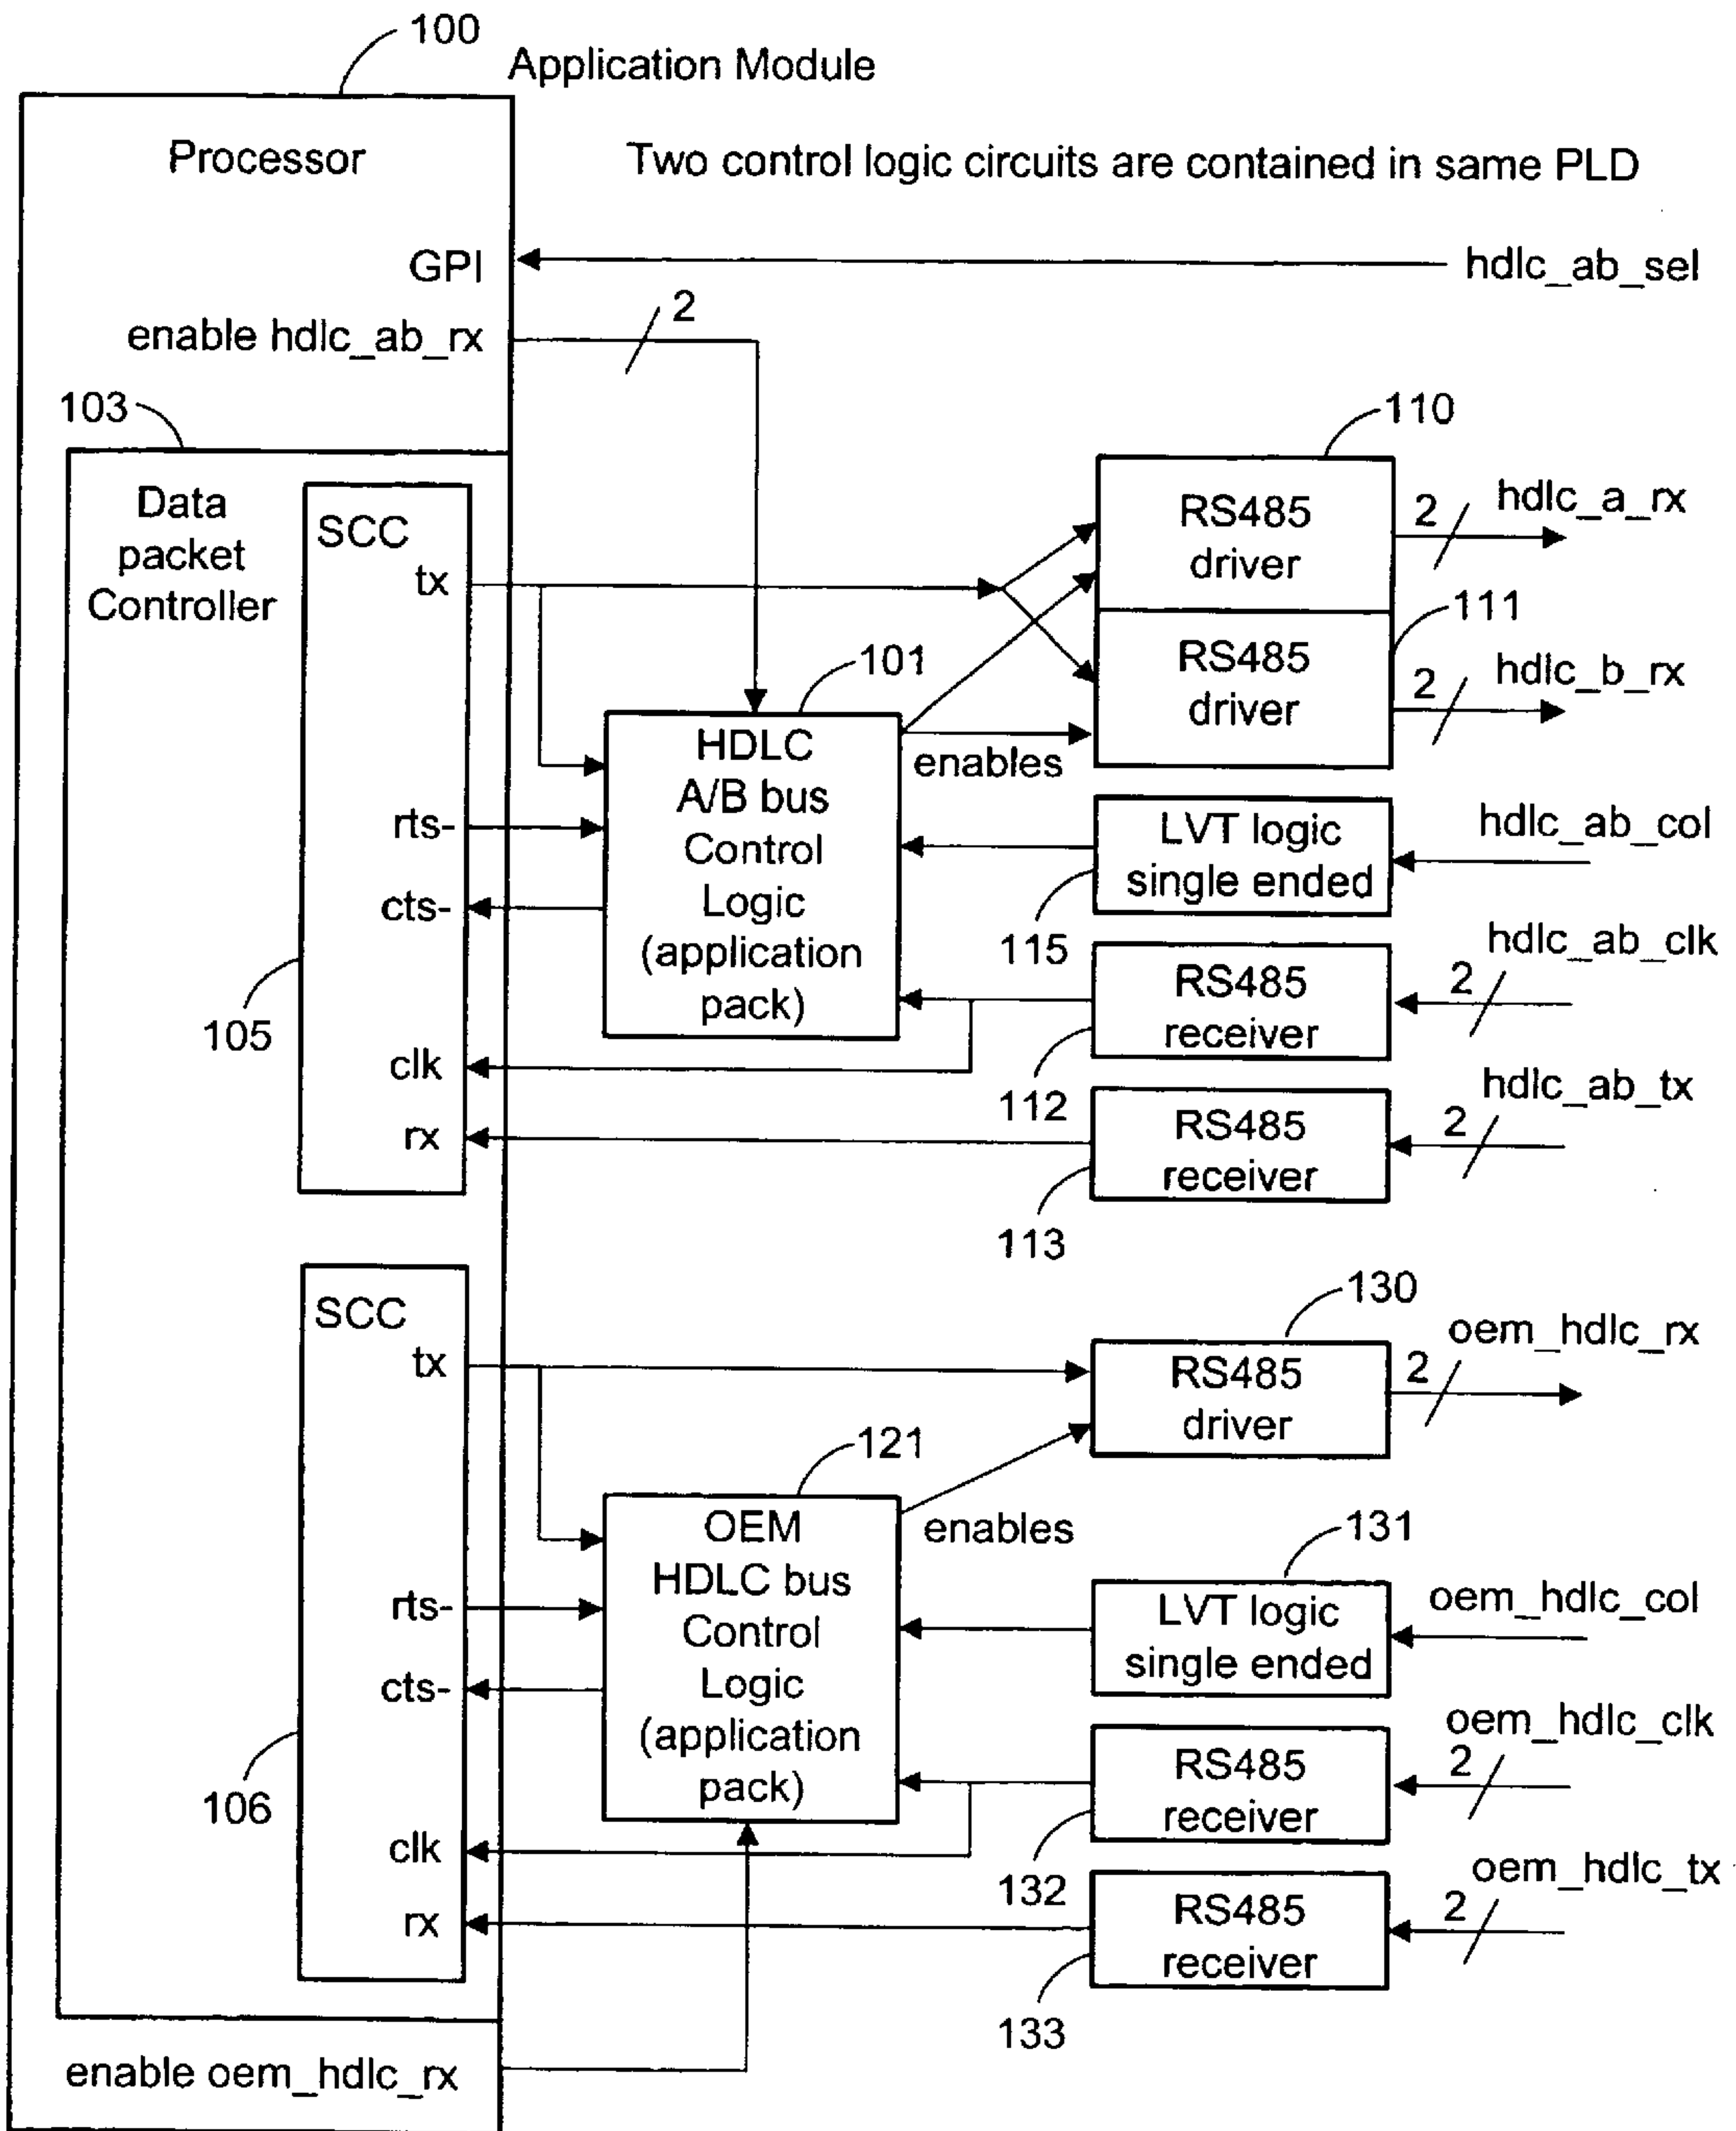 100
Application Module
Processor
Two control logic circuits are contained in same PLD
GPI
hdlc_ab_sel
2
enable hdlc_ab_rx
103
110
Data
packet
Controller
SCC
tx
RS485
driver
2
hdlc_a_rx
111
101
RS485
driver
2
hdlc_b_rx
HDLC
A/B bus
Control
Logic
(application
pack)
enables
rts-
cts-
LVT logic
single ended
hdlc_ab_col
115
hdlc_ab_clk
RS485
receiver
2
105
clk
112
hdlc_ab_tx
rx
RS485
receiver
2
113
SCC
130
tx
RS485
driver
2
oem_hdlc_rx
121
OEM
HDLC bus
Control
Logic
(application
pack)
enables
131
rts-
cts-
LVT logic
single ended
oem_hdlc_col
oem_hdlc_clk
RS485
receiver
2
106
clk
132
oem_hdlc_tx
rx
RS485
receiver
2
133
enable oem_hdlc_rx